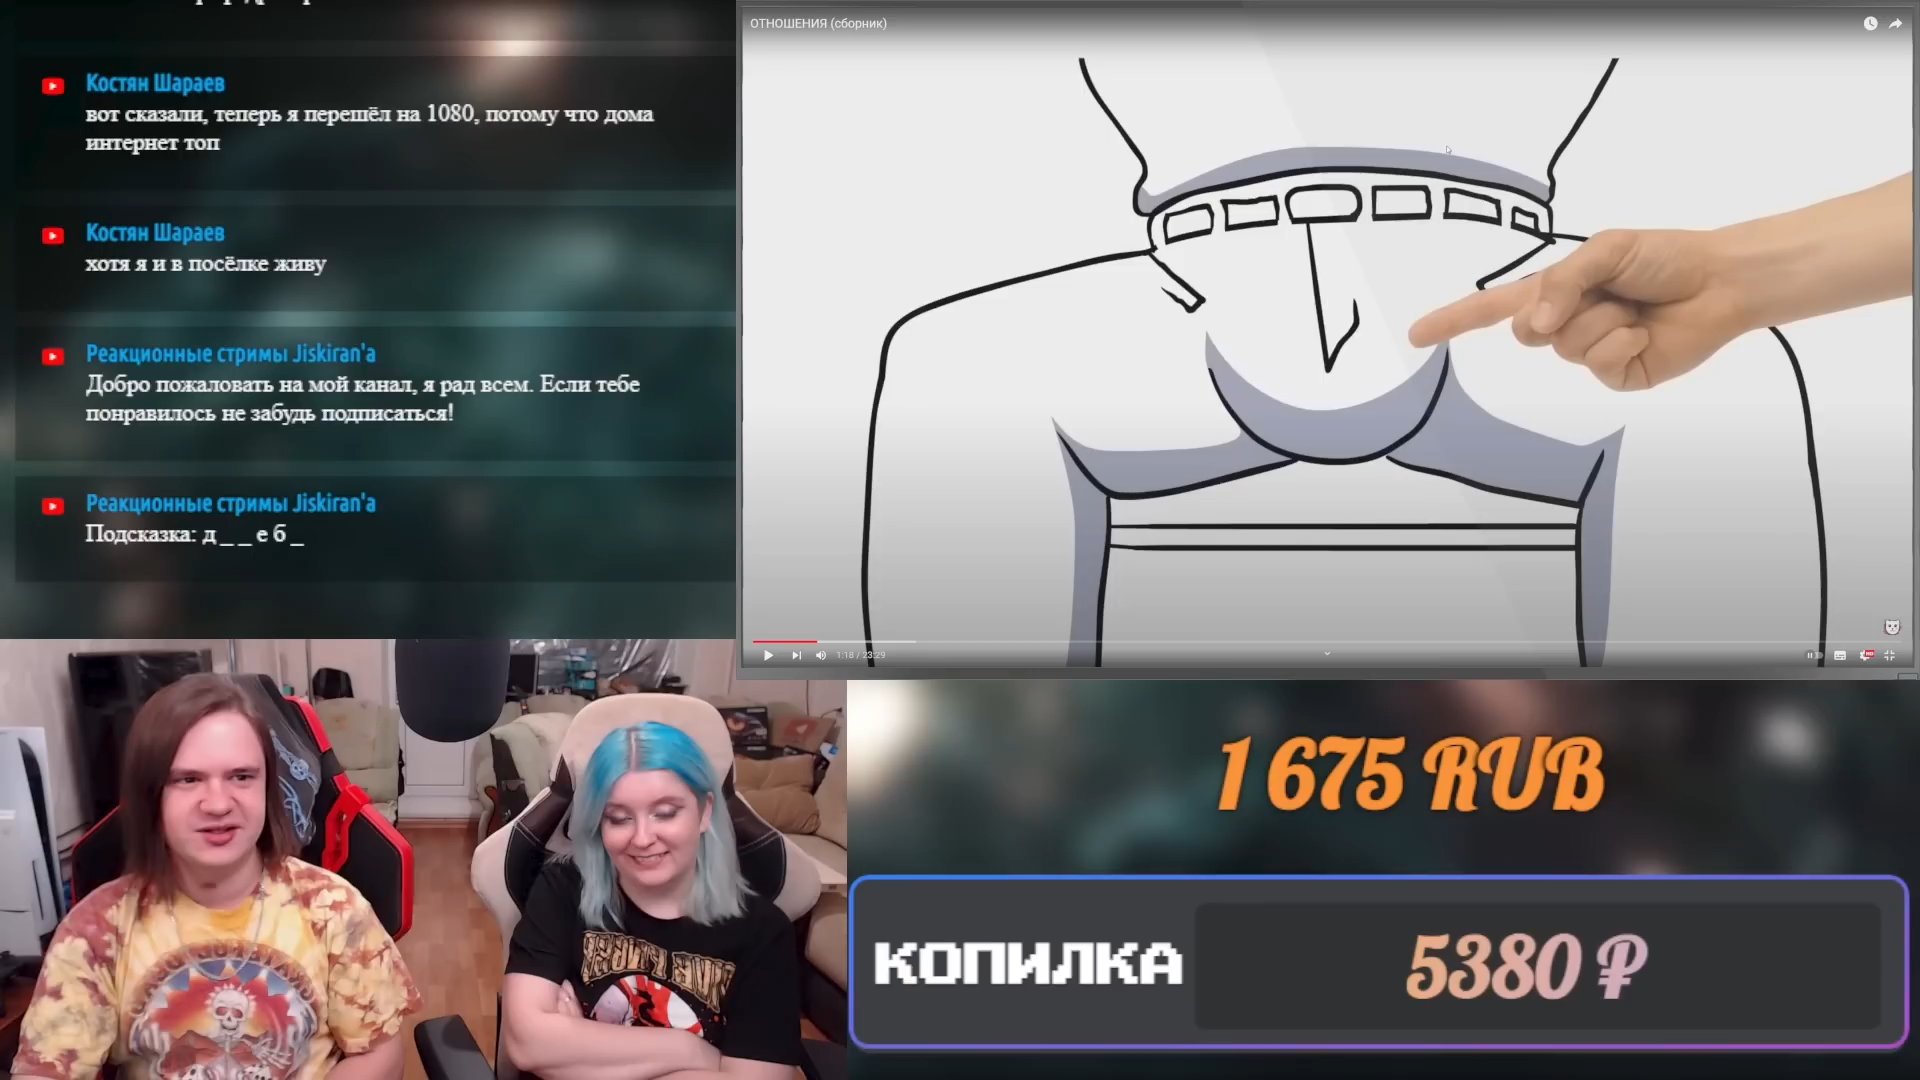 Костян Шараев
вот сказали, теперь я перешёл на 1080, потому что дома
интернет топ
Костян Шараев
хотя я и в посёлке живу
Реакционные стримы Jiskiran'a
Добро пожаловать на мой канал, я рад всем. Если тебе
понравилось не забудь подписаться!
Реакционные стримы Jiskiran'a
Подсказка: д _ _ е б _
ОТНОШЕНИЯ (сборник)
1:18 / 23:29
1 675 RUB
КОПИЛКА
5380 ₽